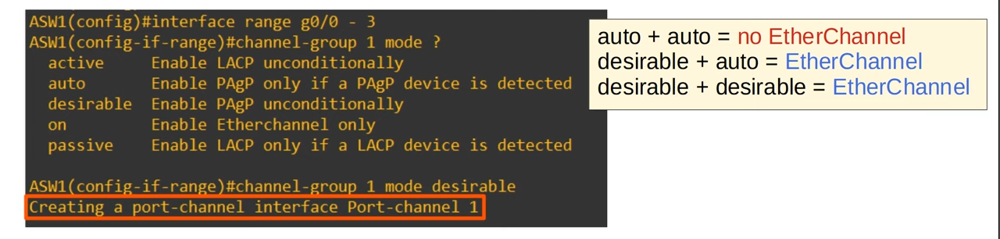 ASW1(config)#interface range g0/0 - 3
ASW1(config-if-range)#channel-group 1 mode ?
active Enable LACP unconditionally
auto Enable PAgP only if a PAgP device is detected
desirable Enable PAgP unconditionally
on Enable Etherchannel only
passive Enable LACP only if a LACP device is detected
ASW1(config-if-range)#channel-group 1 mode desirable
Creating a port-channel interface Port-channel 1
auto + auto = no EtherChannel
desirable + auto = EtherChannel
desirable + desirable = EtherChannel